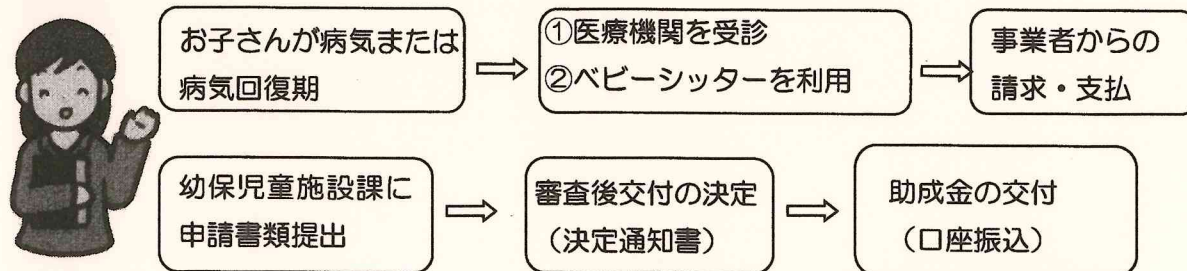 お子さんが病気または
病気回復期
①医療機関を受診
②ベビーシッターを利用
事業者からの
請求・支払
幼保児童施設課に
申請書類提出
審査後交付の決定
（決定通知書）
助成金の交付
（口座振込）